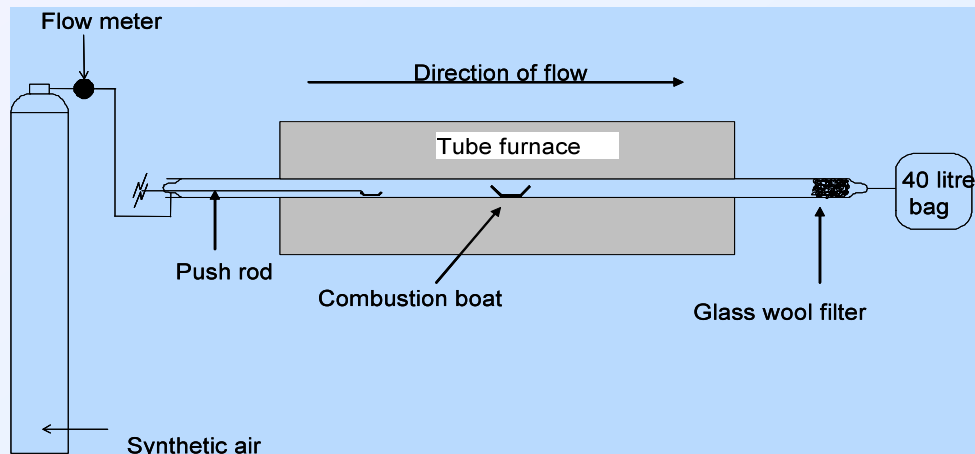 Flow meter
Direction of flow
Tube furnace
40 litre
bag
Push rod
Combustion boat
Glass wool filter
Synthetic air